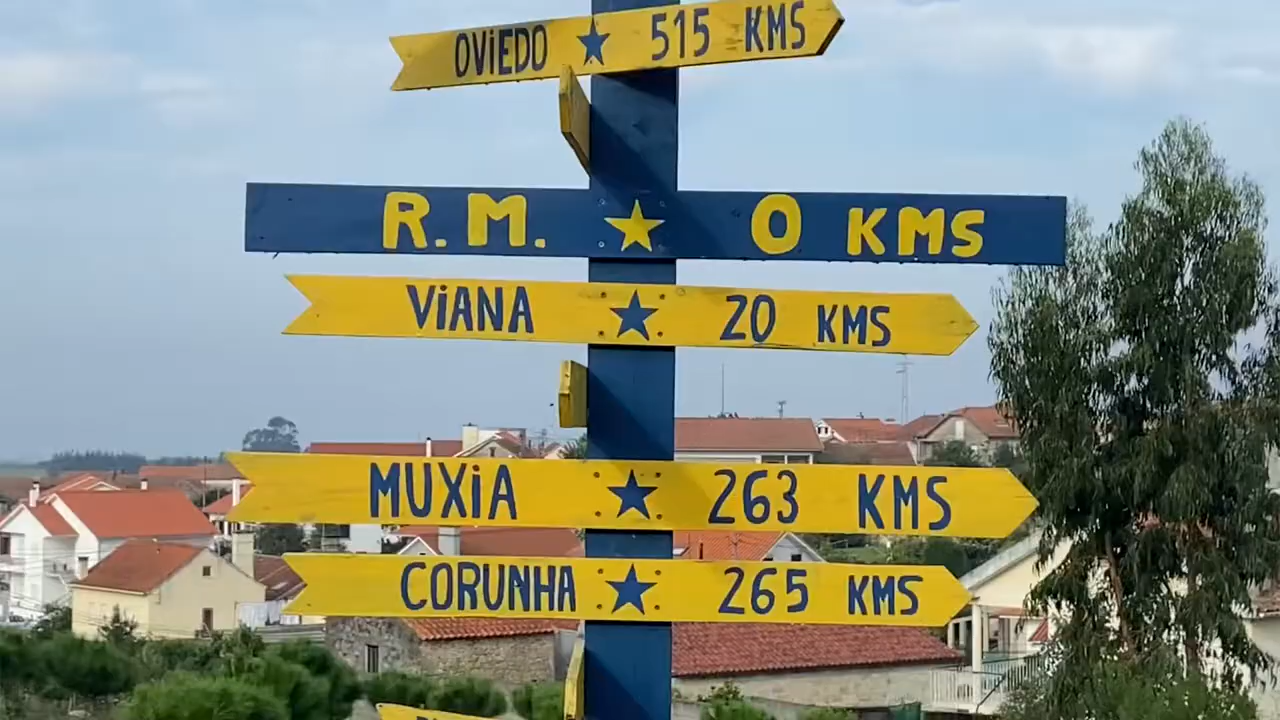 OViEDO ★ 515 KMS
R.M. ★ 0 KMS
ViANA ★ 20 KMS
MUXiA ★ 263 KMS
CORUNHA ★ 265 KMS